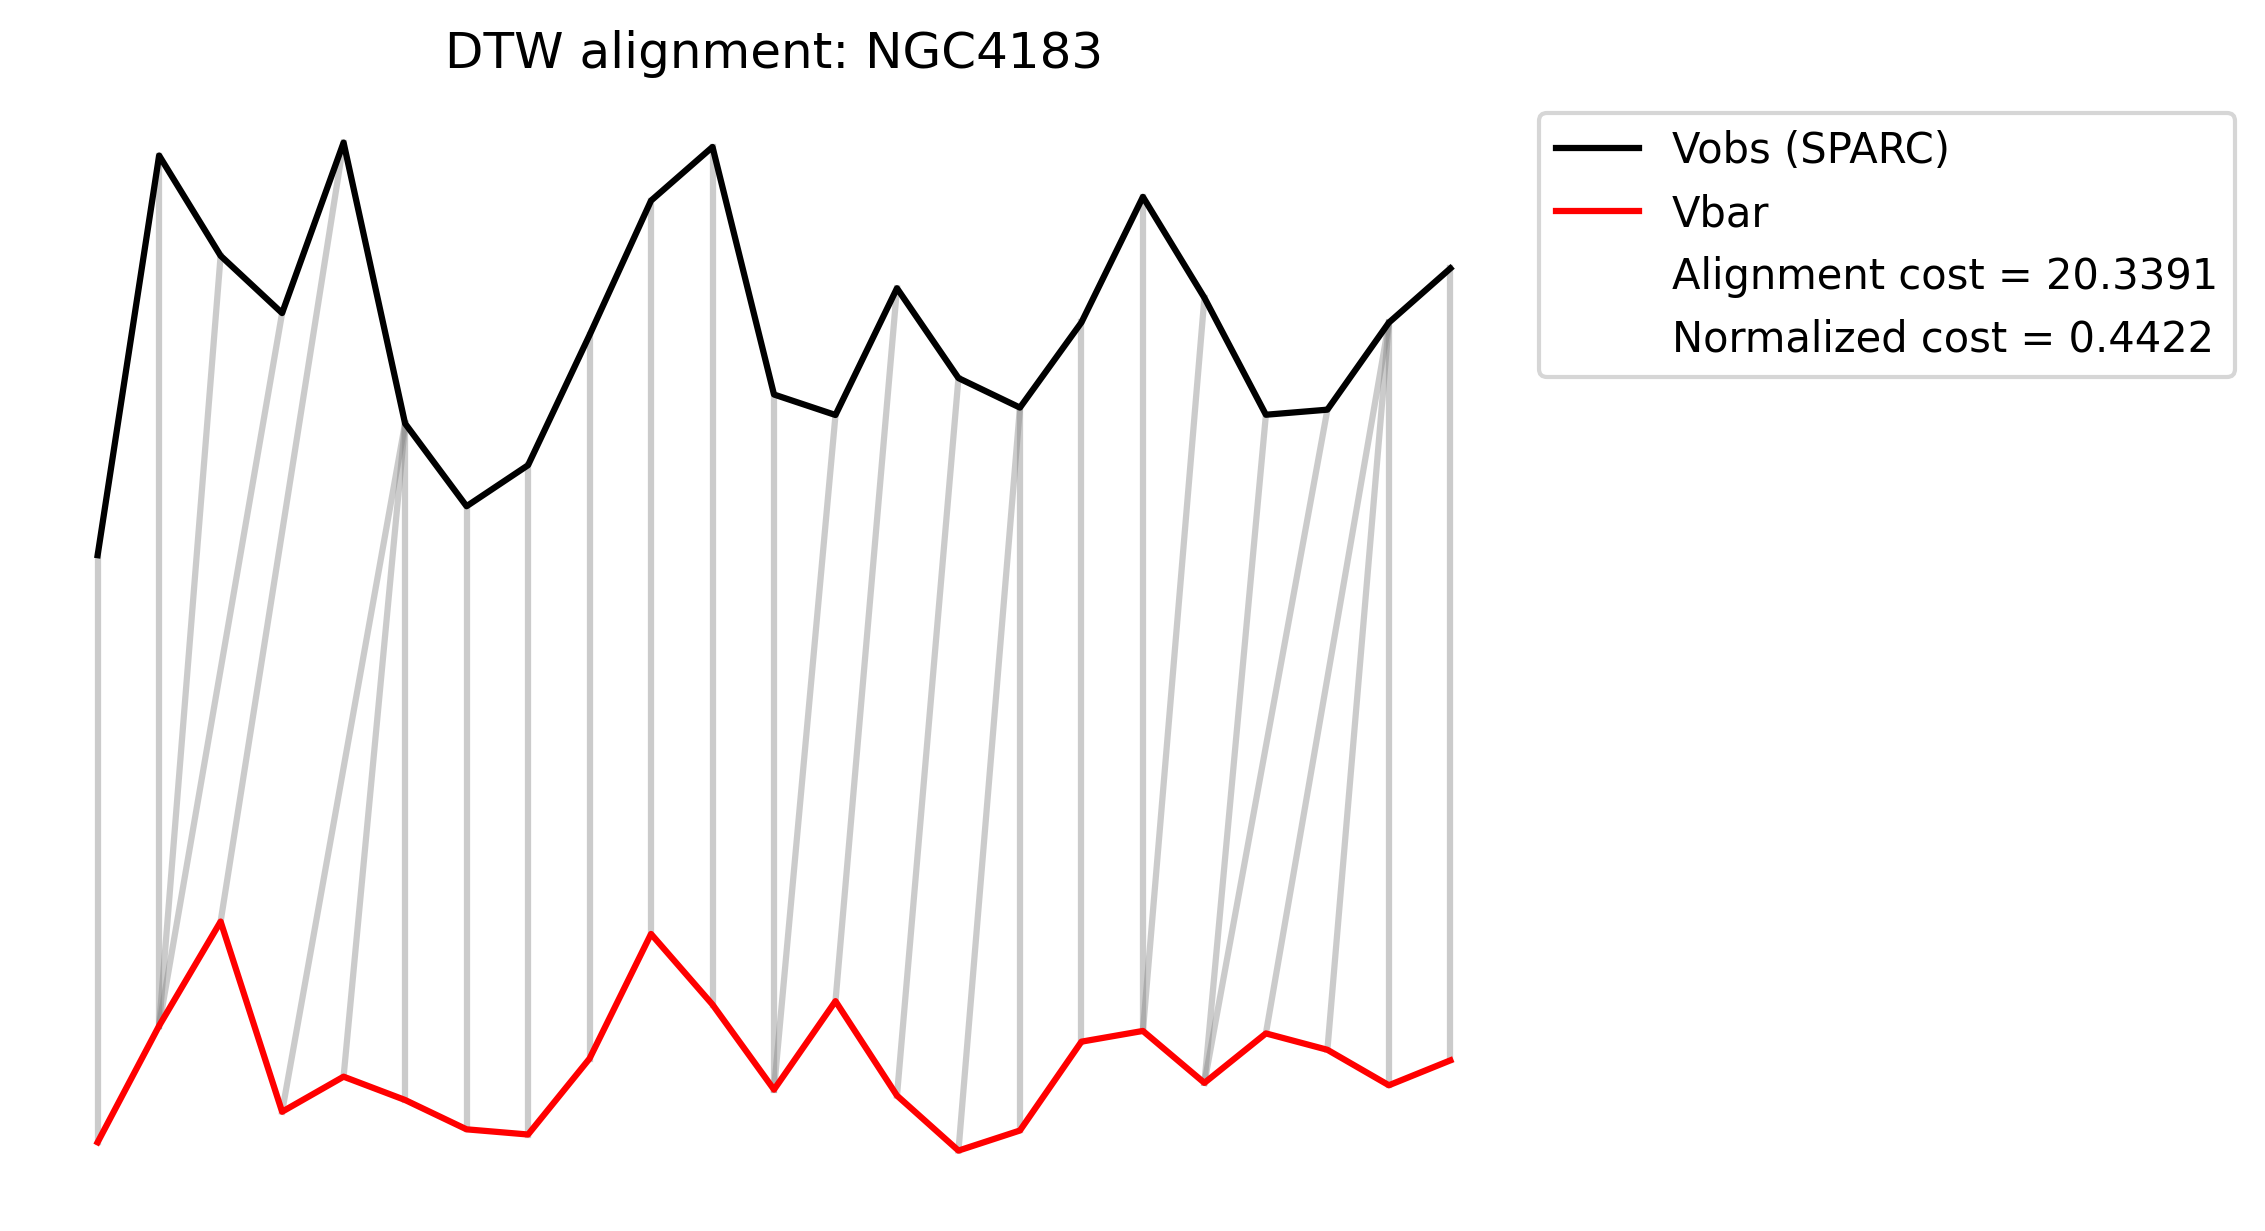 DTW alignment: NGC4183
Vobs (SPARC)
Vbar
Alignment cost = 20.3391
Normalized cost = 0.4422